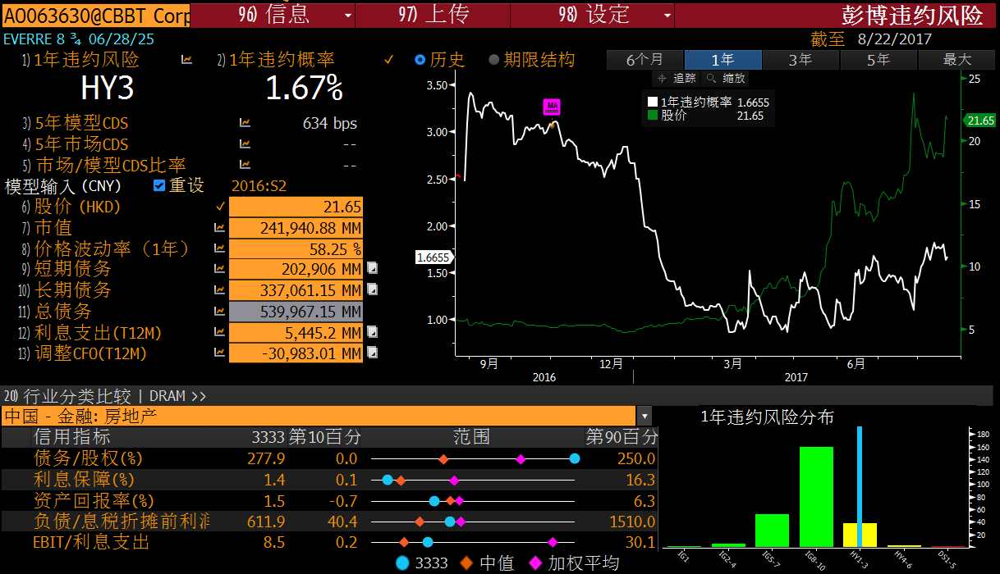 AO063630@CBBT Corp 96) 信息 97) 上传 98) 设定 彭博违约风险
EVERRE 8 ¾ 06/28/25 截至 8/22/2017
1) 1年违约风险 2) 1年违约概率 ✓ 历史 期限结构 6个月 1年 3年 5年 最大
HY3 1.67%
追踪 缩放
1年违约概率 1.6655
股价 21.65
3) 5年模型CDS 634 bps
4) 5年市场CDS --
5) 市场/模型CDS比率 --
模型输入 (CNY) 重设 2016:S2
6) 股价 (HKD) 21.65
7) 市值 241,940.88 MM
8) 价格波动率 (1年) 58.25 %
9) 短期债务 202,906 MM
10) 长期债务 337,061.15 MM
11) 总债务 539,967.15 MM
12) 利息支出(T12M) 5,445.2 MM
13) 调整CFO(T12M) -30,983.01 MM
MA
3.50
3.00
2.50
2.00
1.6655
1.50
1.00
25
21.65
20
15
10
5
9月 12月 3月 6月
2016 2017
20) 行业分类比较 | DRAM >>
中国 - 金融: 房地产
信用指标 3333 第10百分 范围 第90百分
债务/股权(%) 277.9 0.0 250.0
利息保障(%) 1.4 0.1 16.3
资产回报率(%) 1.5 -0.7 6.3
负债/息税折摊前利润 611.9 40.4 1510.0
EBIT/利息支出 8.5 0.2 30.1
3333 中值 加权平均
1年违约风险分布
180
160
140
120
100
80
60
40
20
IG1 IG2-4 IG5-7 IG8-10 HY1-3 HY4-6 DS1-5